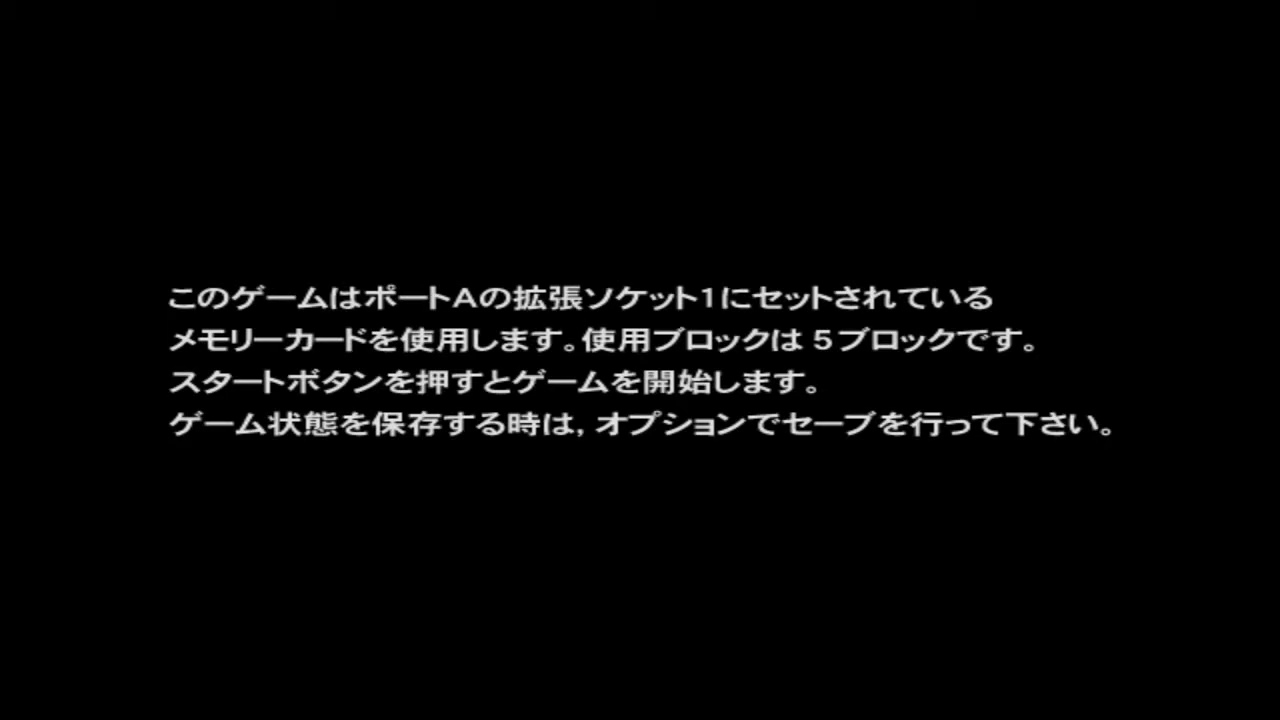 このゲームはポートAの拡張ソケット1にセットされている
メモリーカードを使用します。使用ブロックは 5ブロックです。
スタートボタンを押すとゲームを開始します。
ゲーム状態を保存する時は, オプションでセーブを行って下さい。